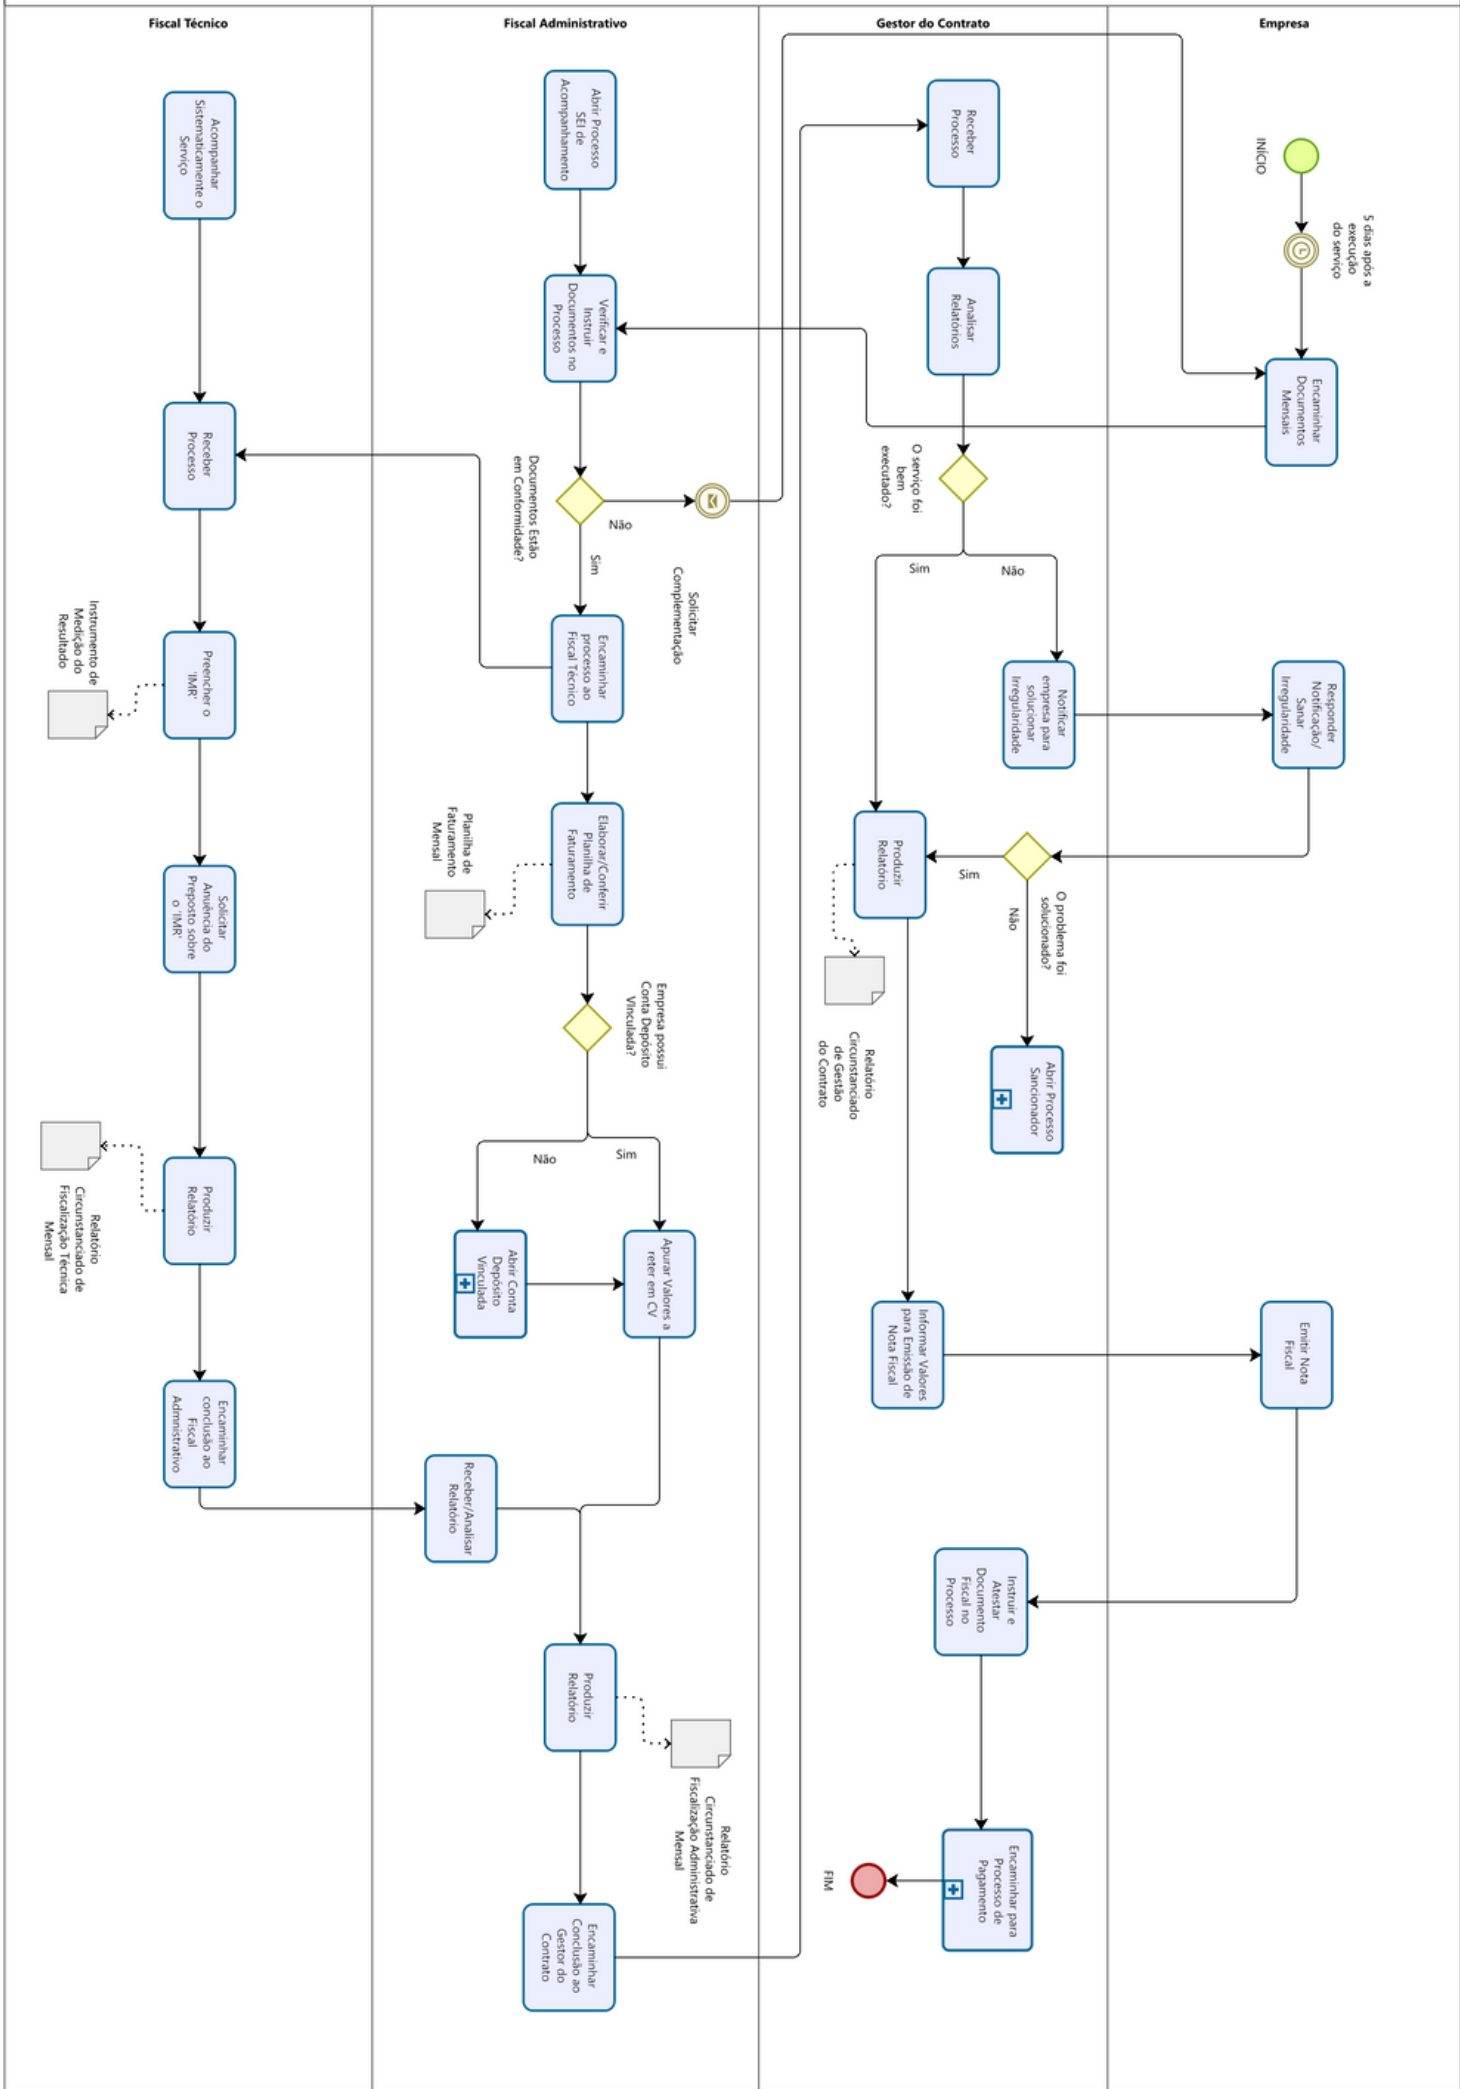 Fiscal Técnico
Fiscal Administrativo
Gestor do Contrato
Empresa
INÍCIO
5 dias após a
execução
do serviço
Encaminhar
Documentos
Mensais
Responder
Notificação/
Sanar
Irregularidade
Emitir Nota
Fiscal
Receber
Processo
Analisar
Relatórios
O serviço foi
bem
executado?
Sim
Não
Notificar
empresa para
solucionar
Irregularidade
O problema foi
solucionado?
Sim
Não
Produzir
Relatório
Relatório
Circunstanciado
de Gestão
do Contrato
Abrir Processo
Sancionador
Informar Valores
para Emissão de
Nota Fiscal
Instruir e
Atestar
Documento
Fiscal no
Processo
Encaminhar para
Processo de
Pagamento
FIM
Abrir Processo
SEI de
Acompanhamento
Verificar e
Instruir
Documentos no
Processo
Documentos Estão
em Conformidade?
Não
Sim
Solicitar
Complementação
Encaminhar
processo ao
Fiscal Técnico
Elaborar/Conferir
Planilha de
Faturamento
Planilha de
Faturamento
Mensal
Empresa possui
Conta Depósito
Vinculada?
Não
Sim
Apurar Valores a
reter em CV
Abrir Conta
Depósito
Vinculada
Receber/Analisar
Relatório
Produzir
Relatório
Relatório
Circunstanciado de
Fiscalização Administrativa
Mensal
Encaminhar
Conclusão ao
Gestor do
Contrato
Acompanhar
Sistematicamente o
Serviço
Receber
Processo
Preencher o
'IMR'
Instrumento de
Medição do
Resultado
Solicitar
Anuência do
Preposto sobre
o 'IMR'
Produzir
Relatório
Relatório
Circunstanciado de
Fiscalização Técnica
Mensal
Encaminhar
conclusão ao
Fiscal
Admnistrativo